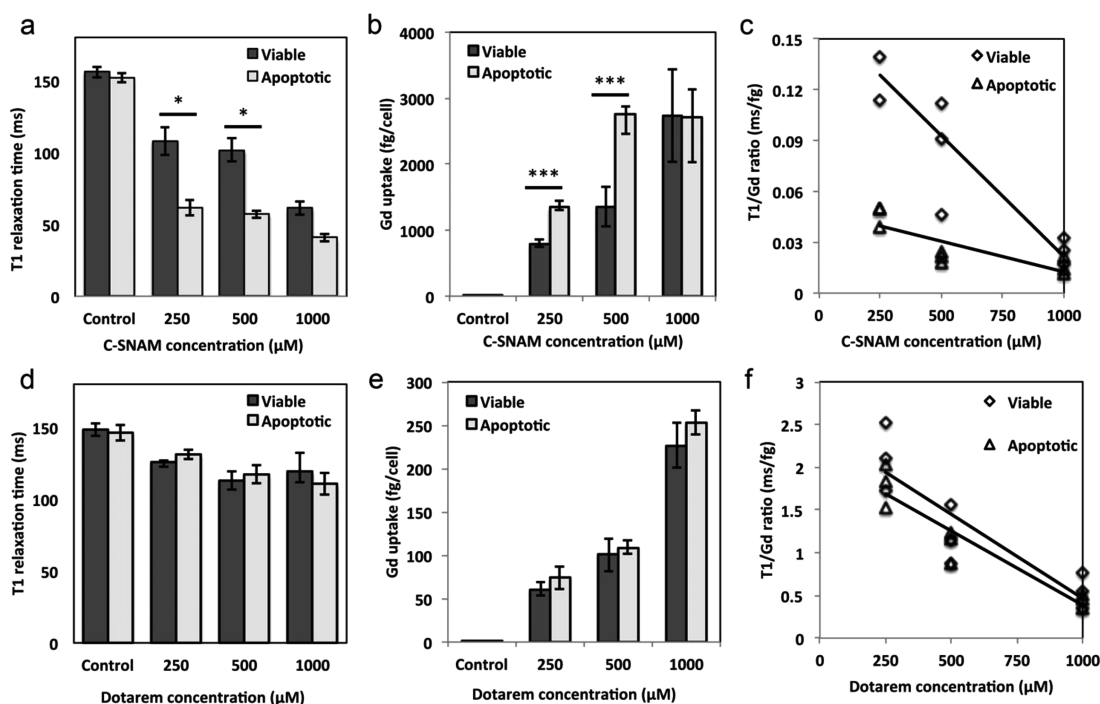 a
T1 relaxation time (ms)
150
100
50
0
Viable
Apoptotic
*
*
Control 250 500 1000
C-SNAM concentration (µM)
b
Gd uptake (fg/cell)
4000
3000
2000
1000
0
Viable
Apoptotic
***
***
Control 250 500 1000
C-SNAM concentration (µM)
c
T1/Gd ratio (ms/fg)
0.15
0.12
0.09
0.06
0.03
0
Viable
Apoptotic
0 250 500 750 1000
C-SNAM concentration (µM)
d
T1 relaxation time (ms)
150
100
50
0
Viable
Apoptotic
Control 250 500 1000
Dotarem concentration (µM)
e
Gd uptake (fg/cell)
300
250
200
150
100
50
0
Viable
Apoptotic
Control 250 500 1000
Dotarem concentration (µM)
f
T1/Gd ratio (ms/fg)
3
2.5
2
1.5
1
0.5
0
Viable
Apoptotic
0 250 500 750 1000
Dotarem concentration (µM)